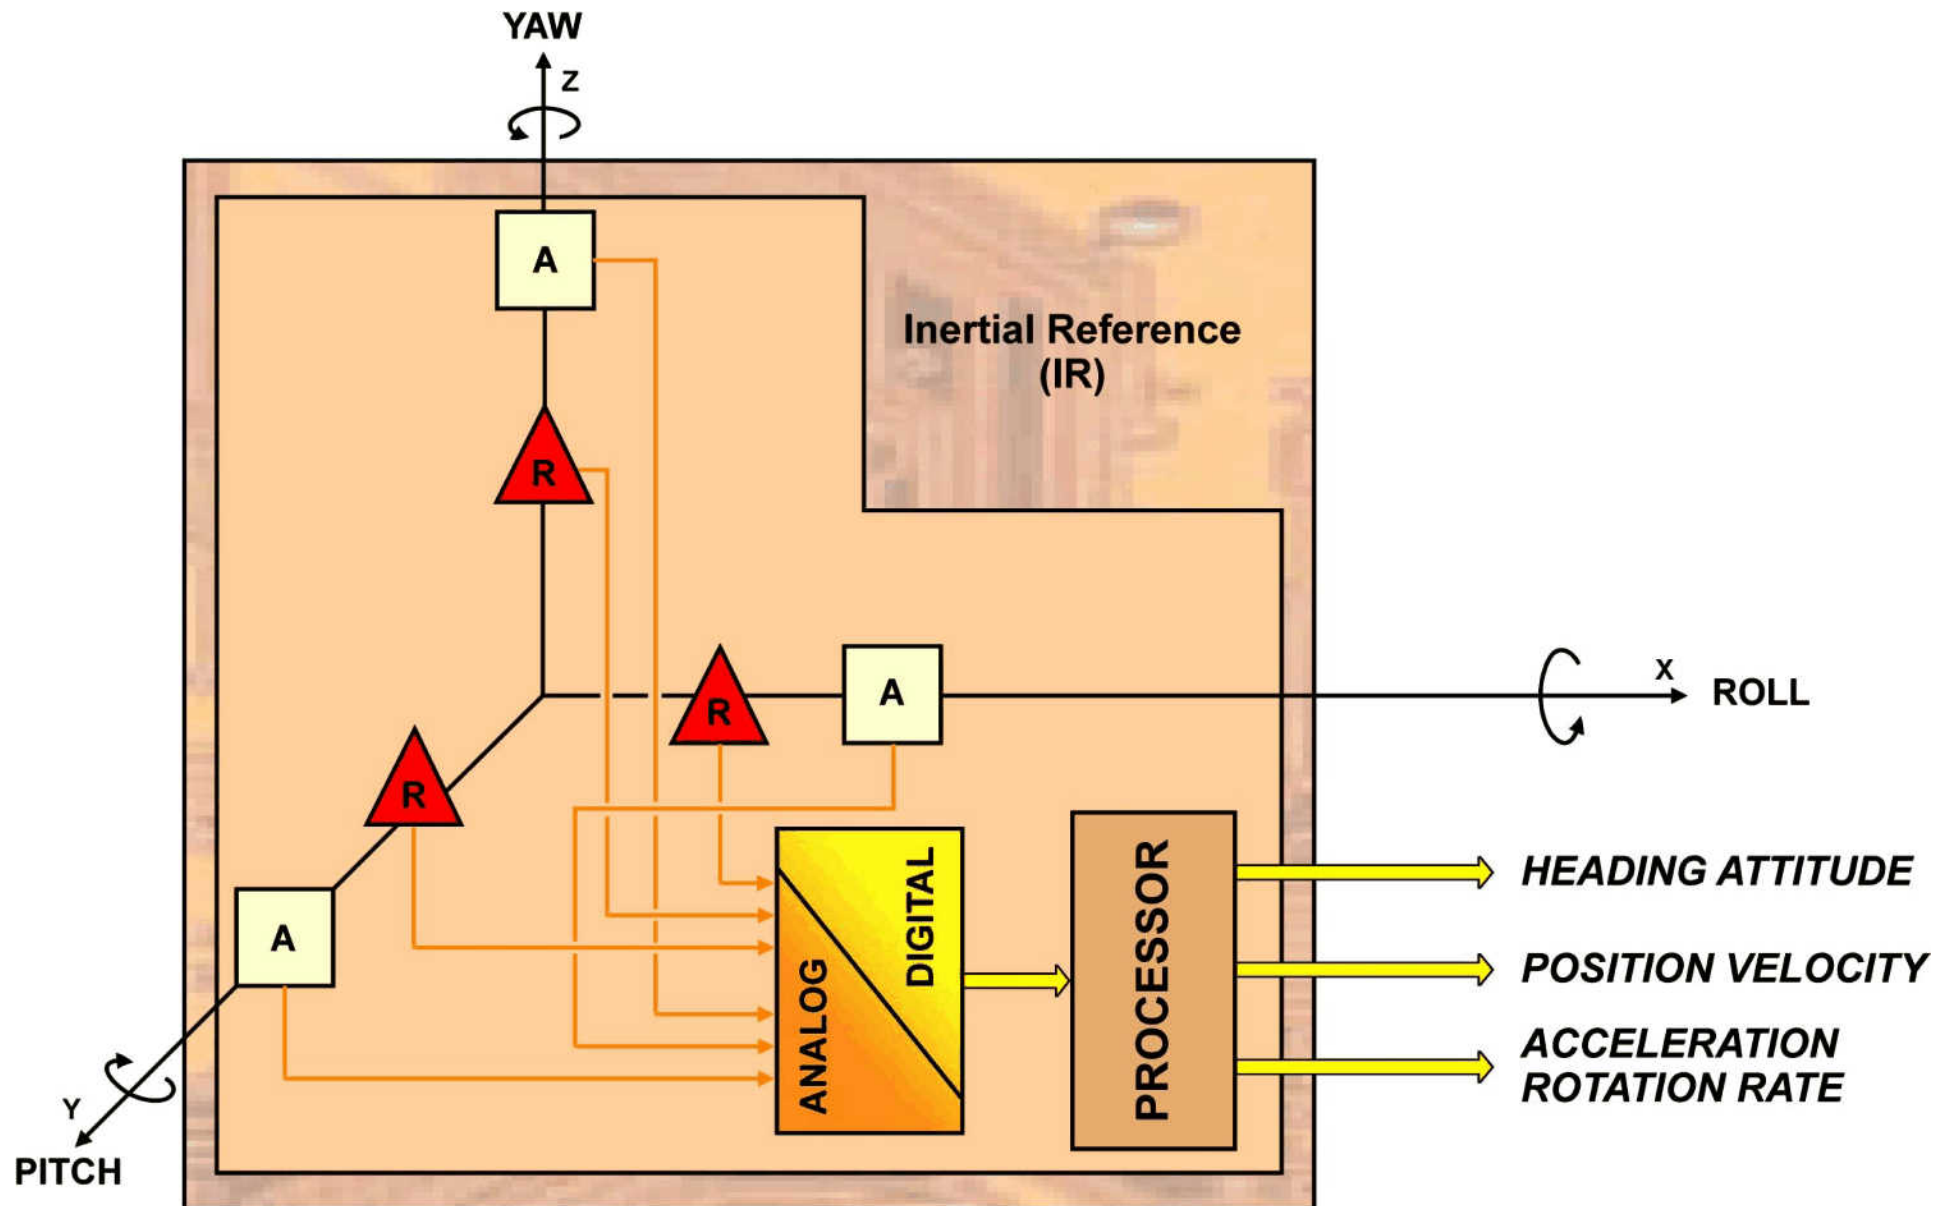 YAW
Z
A
Inertial Reference
(IR)
R
R
A
X
ROLL
R
A
ANALOG
DIGITAL
PROCESSOR
HEADING ATTITUDE
POSITION VELOCITY
ACCELERATION
ROTATION RATE
Y
PITCH